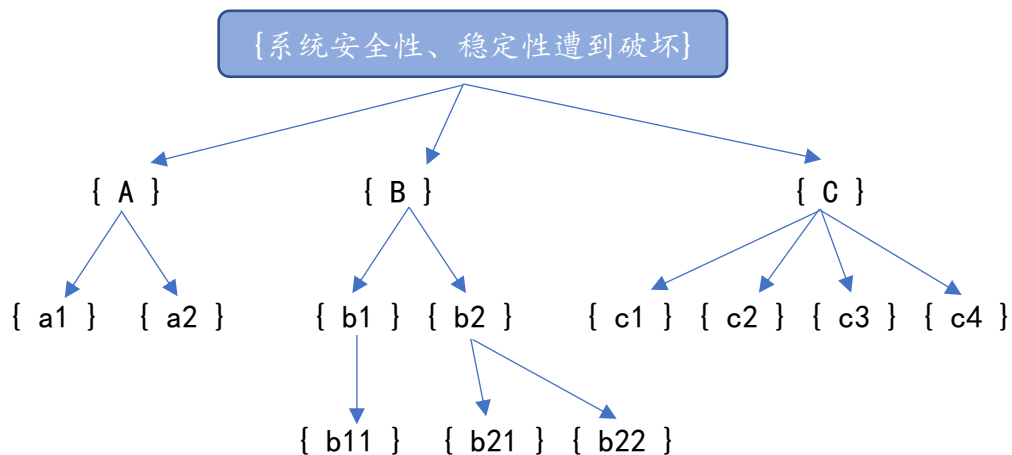 {系统安全性、稳定性遭到破坏}
{ A } { B } { C }
{ a1 } { a2 } { b1 } { b2 } { c1 } { c2 } { c3 } { c4 }
{ b11 } { b21 } { b22 }